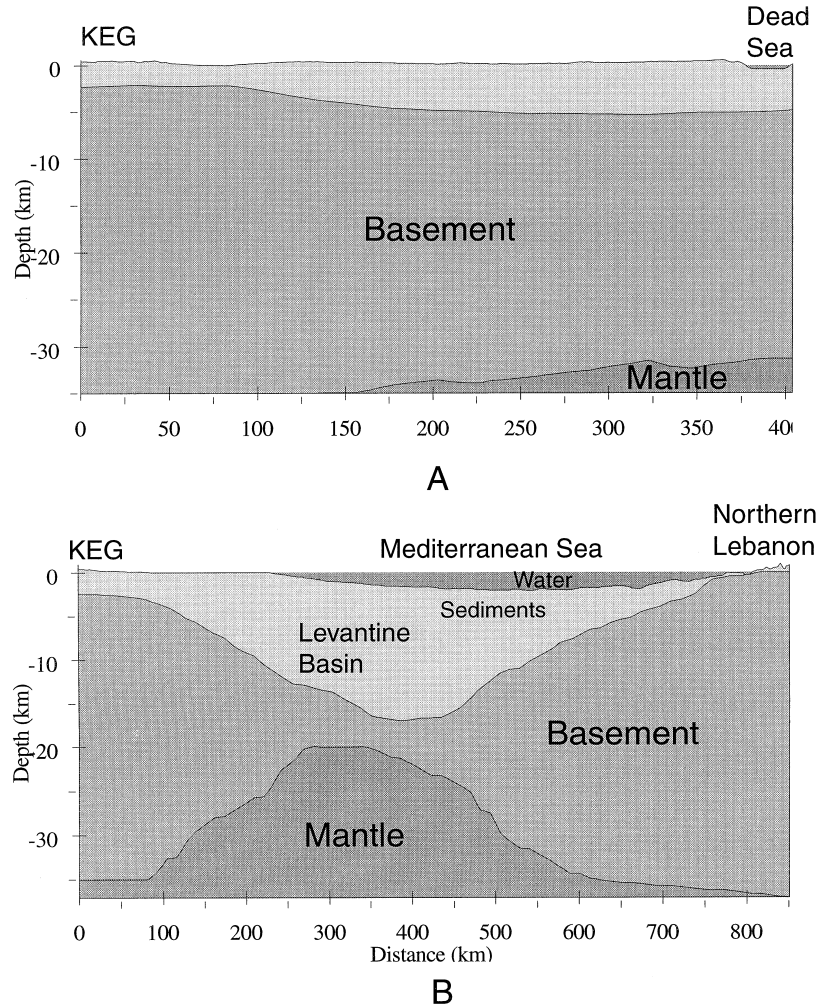 KEG
Dead
Sea
0
-10
-20
-30
Depth (km)
Basement
Mantle
0 50 100 150 200 250 300 350 400
A
KEG
Mediterranean Sea
Northern
Lebanon
0
-10
-20
-30
Depth (km)
Water
Sediments
Levantine
Basin
Basement
Mantle
0 100 200 300 400 500 600 700 800
Distance (km)
B